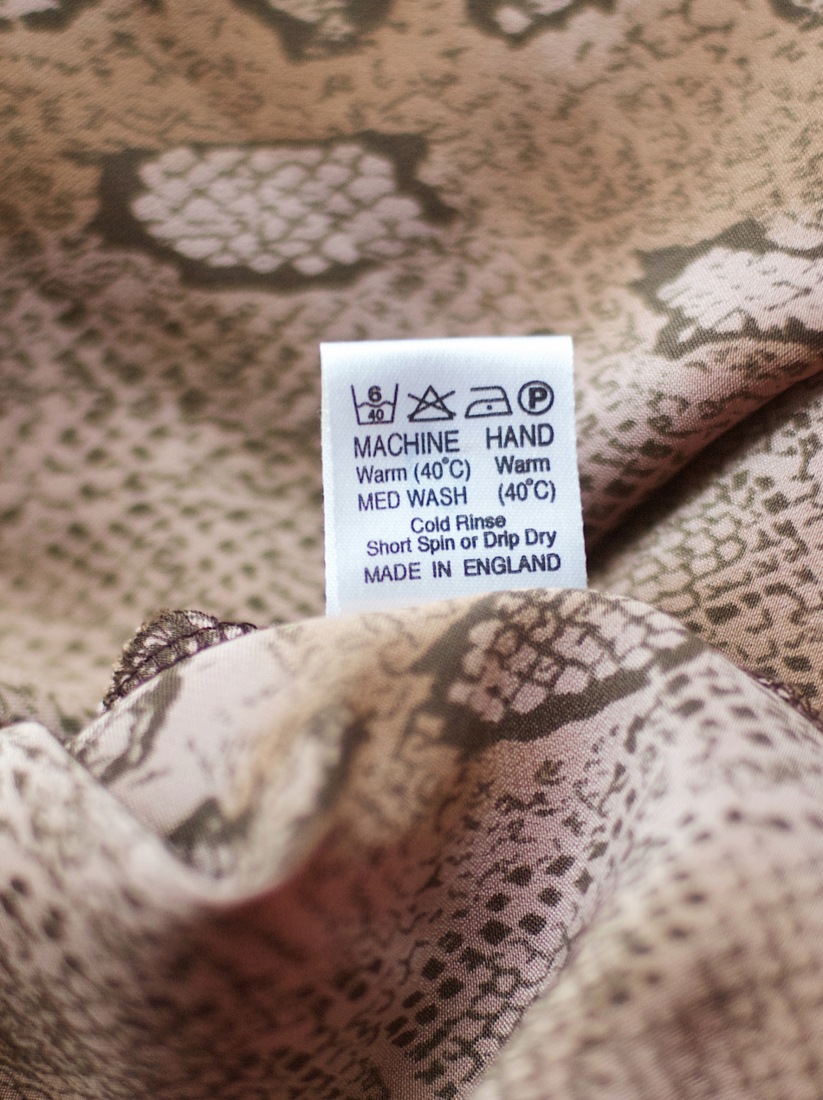 6
40
P
MACHINE HAND
Warm (40°C) Warm
MED WASH (40°C)
Cold Rinse
Short Spin or Drip Dry
MADE IN ENGLAND